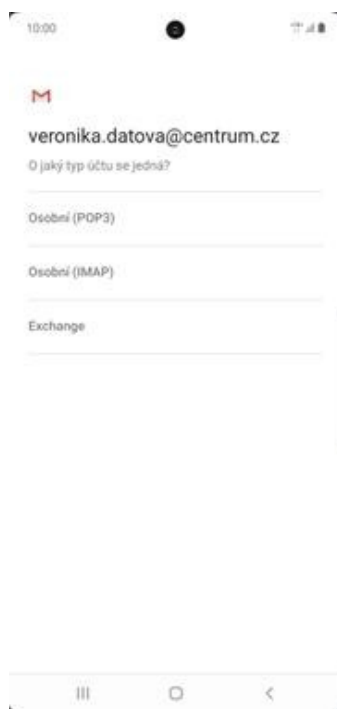 10:00
veronika.datova@centrum.cz
O jaký typ účtu se jedná?
Osobní (POP3)
Osobní (IMAP)
Exchange